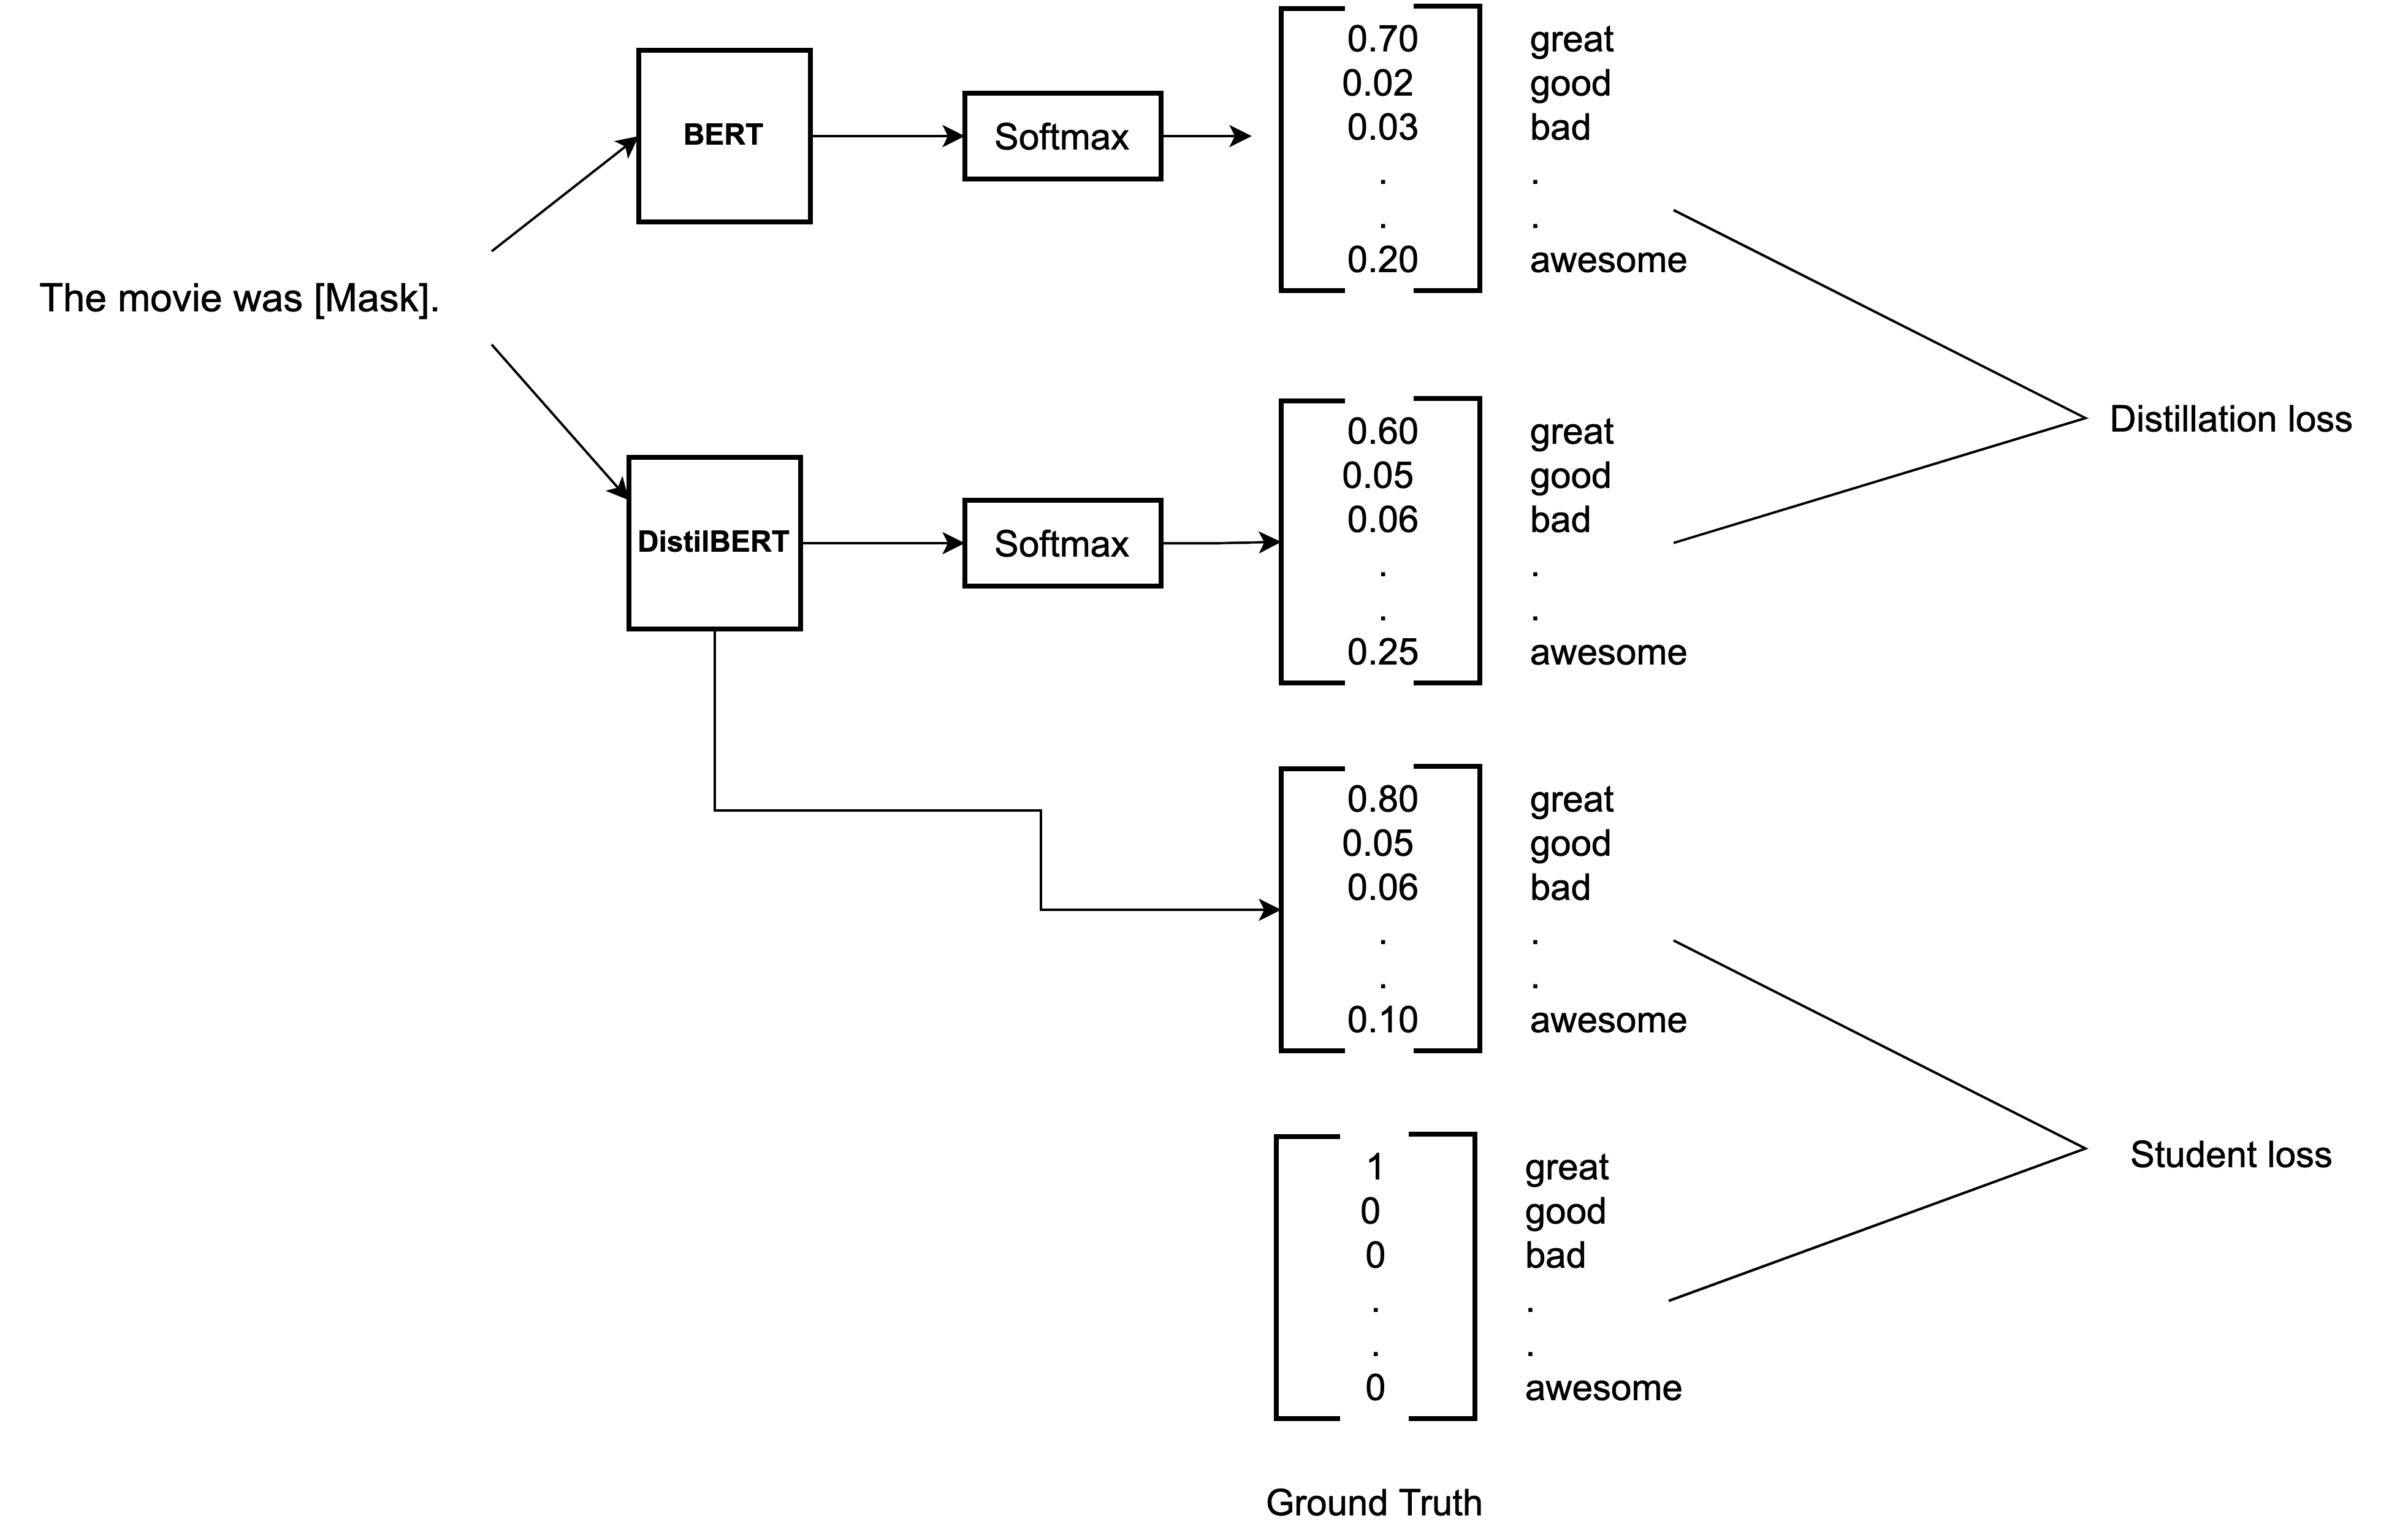 The movie was [Mask].
BERT
Softmax
0.70 great
0.02 good
0.03 bad
. .
. .
0.20 awesome
DistilBERT
Softmax
0.60 great
0.05 good
0.06 bad
. .
. .
0.25 awesome
Distillation loss
0.80 great
0.05 good
0.06 bad
. .
. .
0.10 awesome
1 great
0 good
0 bad
. .
. .
0 awesome
Student loss
Ground Truth